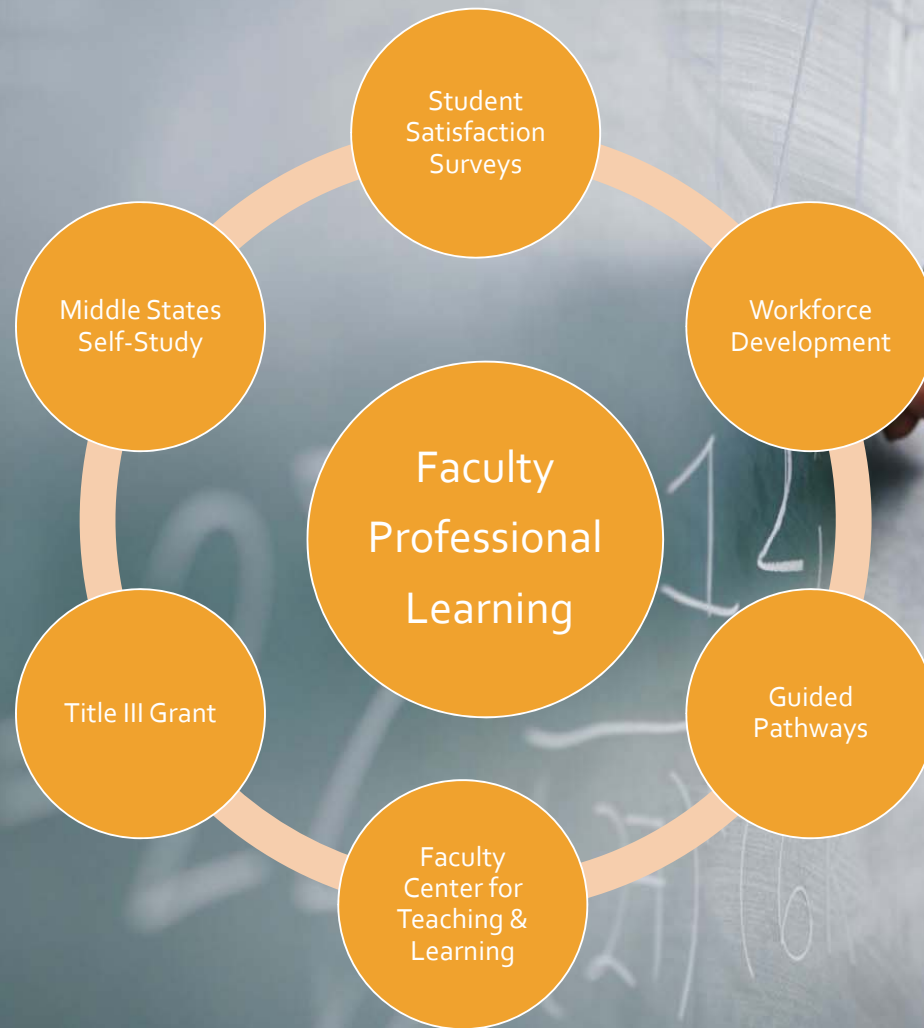 Student
Satisfaction
Surveys
Middle States
Self-Study
Workforce
Development
Faculty
Professional
Learning
Title III Grant
Guided
Pathways
Faculty
Center for
Teaching &
Learning